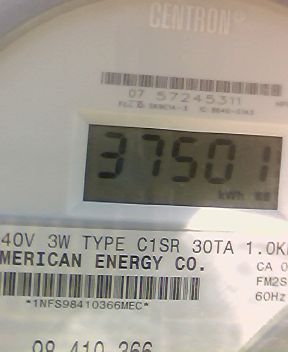 CENTRON®
07 57245311
37501
kWh
40V 3W TYPE C1SR 30TA 1.0K
MERICAN ENERGY CO.
CA 0
FM2S
60Hz
*1NFS98410366MEC*
98 410 366